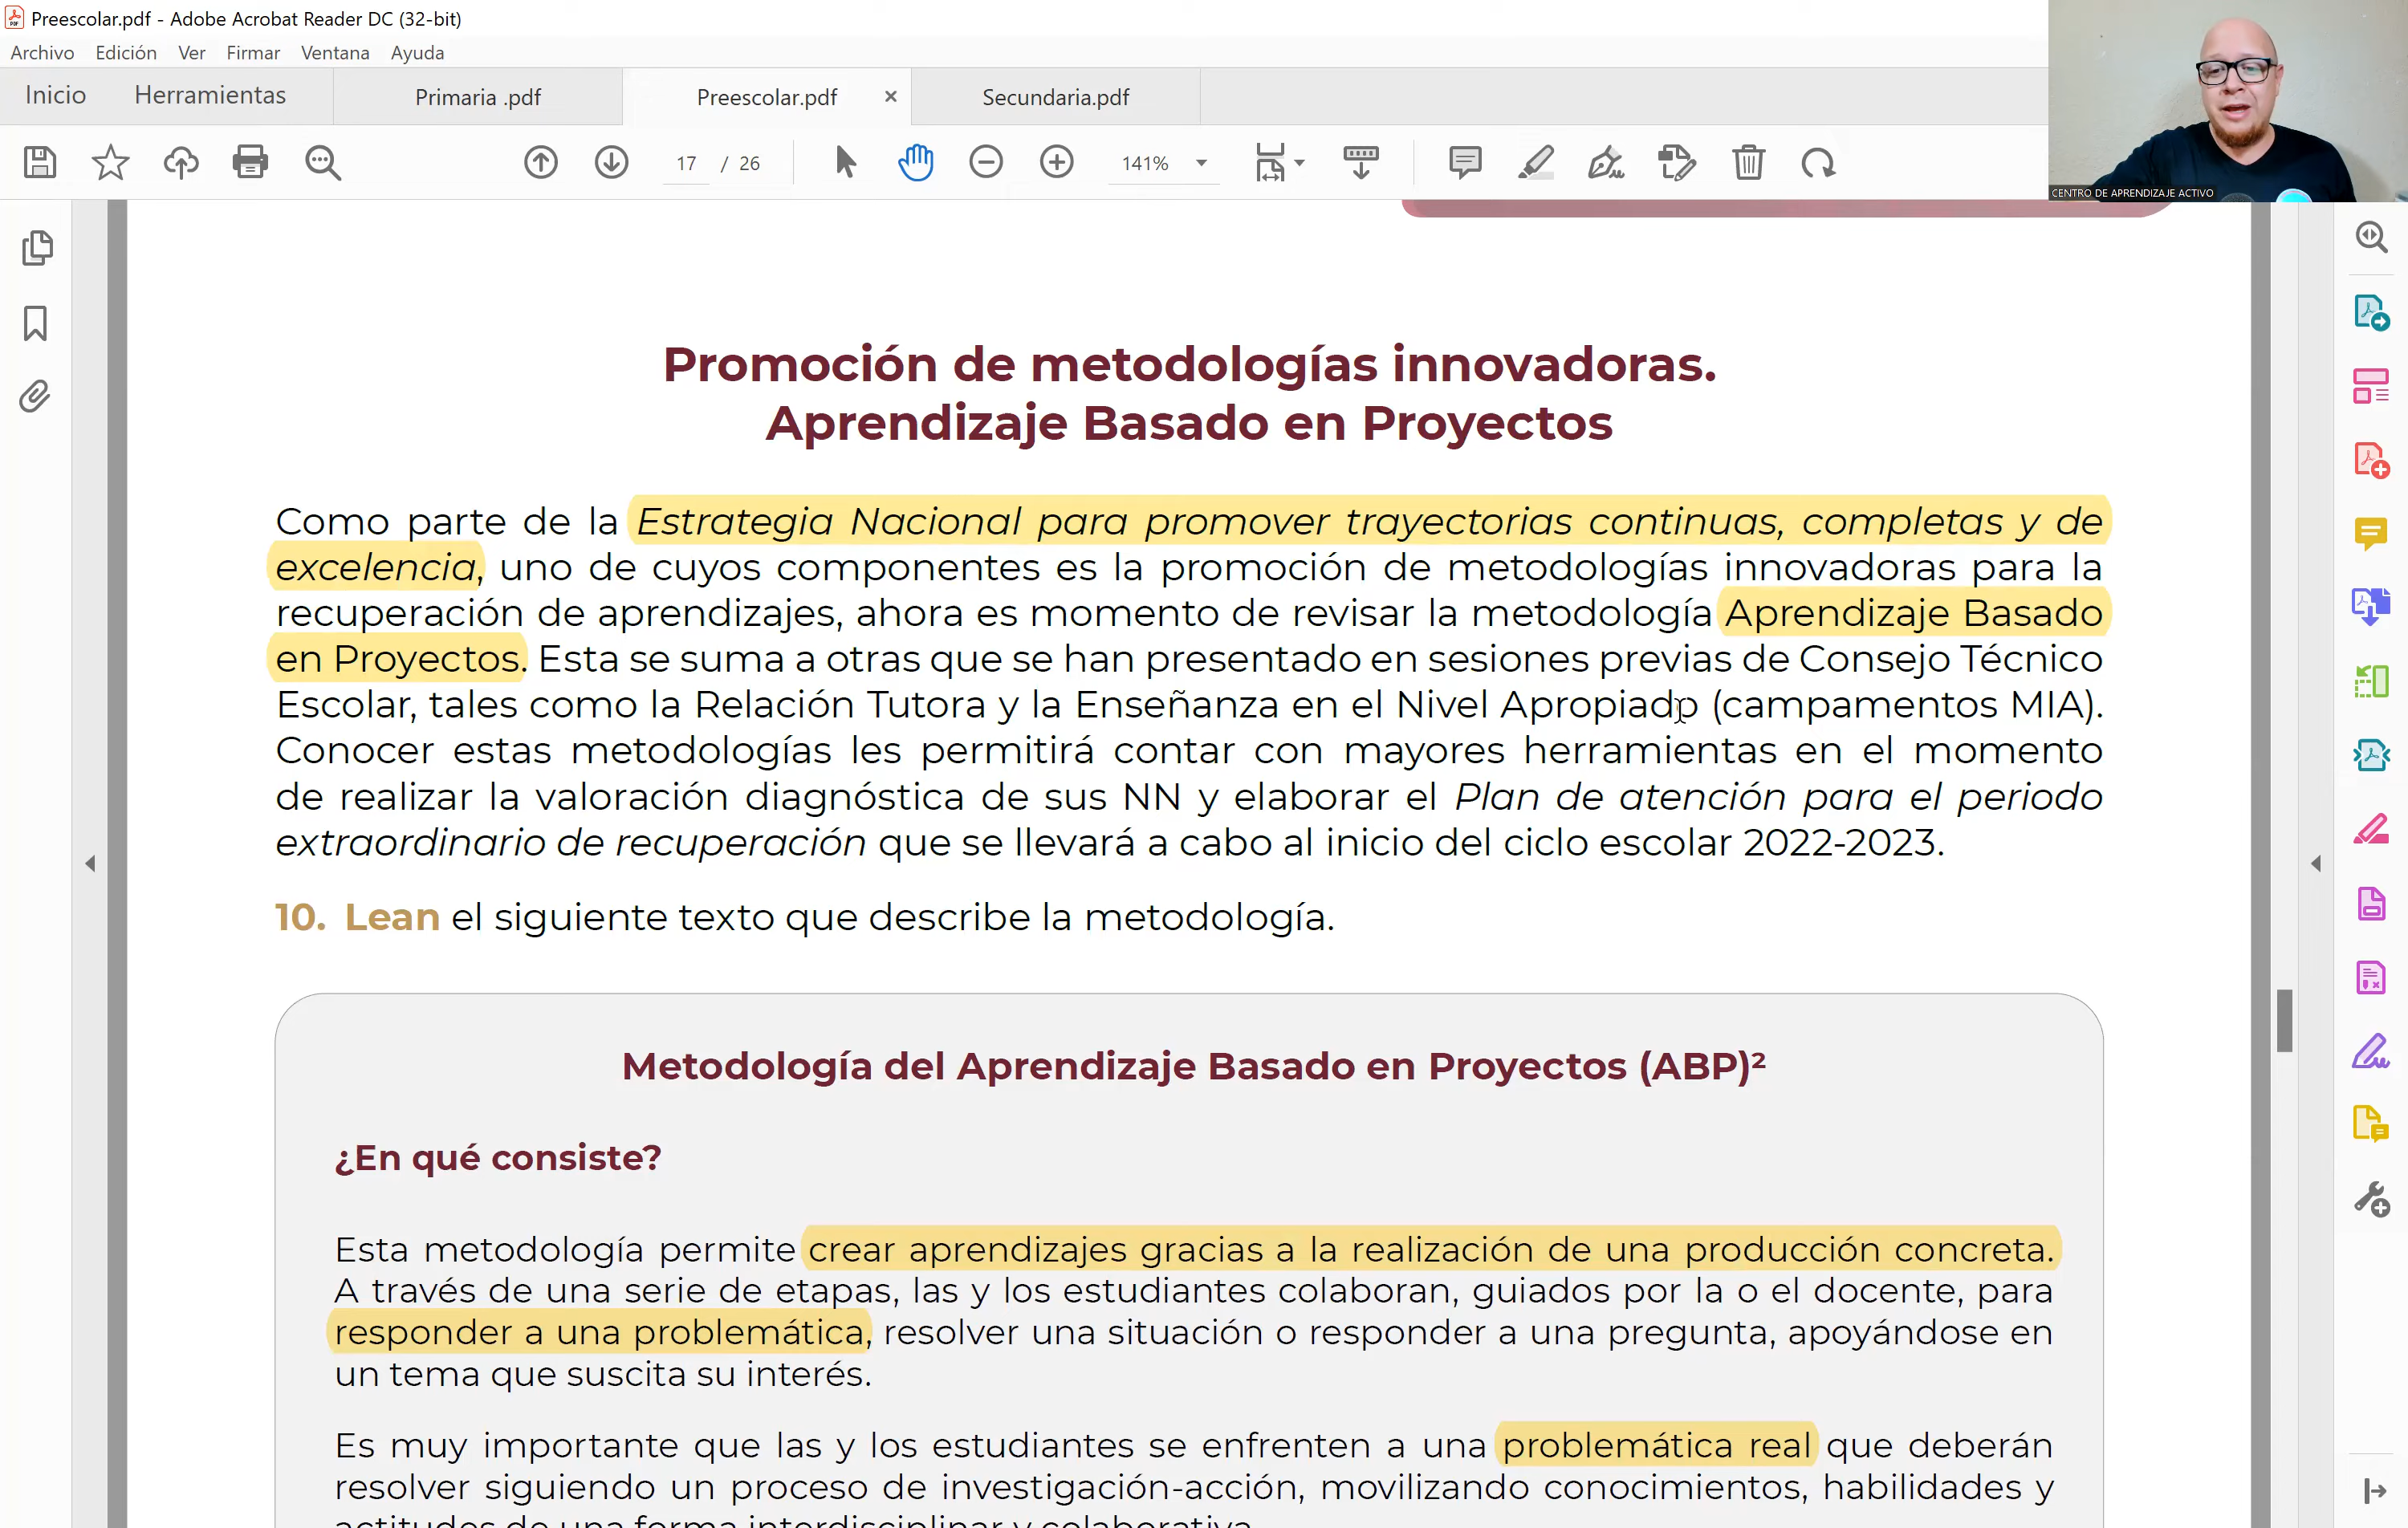 Preescolar.pdf - Adobe Acrobat Reader DC (32-bit)
Archivo Edición Ver Firmar Ventana Ayuda
Inicio Herramientas Primaria .pdf Preescolar.pdf × Secundaria.pdf
17 / 26 141%
CENTRO DE APRENDIZAJE ACTIVO
Promoción de metodologías innovadoras.
Aprendizaje Basado en Proyectos
Como parte de la Estrategia Nacional para promover trayectorias continuas, completas y de
excelencia, uno de cuyos componentes es la promoción de metodologías innovadoras para la
recuperación de aprendizajes, ahora es momento de revisar la metodología Aprendizaje Basado
en Proyectos. Esta se suma a otras que se han presentado en sesiones previas de Consejo Técnico
Escolar, tales como la Relación Tutora y la Enseñanza en el Nivel Apropiado (campamentos MIA).
Conocer estas metodologías les permitirá contar con mayores herramientas en el momento
de realizar la valoración diagnóstica de sus NN y elaborar el Plan de atención para el periodo
extraordinario de recuperación que se llevará a cabo al inicio del ciclo escolar 2022-2023.
10. Lean el siguiente texto que describe la metodología.
Metodología del Aprendizaje Basado en Proyectos (ABP)²
¿En qué consiste?
Esta metodología permite crear aprendizajes gracias a la realización de una producción concreta.
A través de una serie de etapas, las y los estudiantes colaboran, guiados por la o el docente, para
responder a una problemática, resolver una situación o responder a una pregunta, apoyándose en
un tema que suscita su interés.
Es muy importante que las y los estudiantes se enfrenten a una problemática real que deberán
resolver siguiendo un proceso de investigación-acción, movilizando conocimientos, habilidades y
actitudes de una forma interdisciplinar y colaborativa.